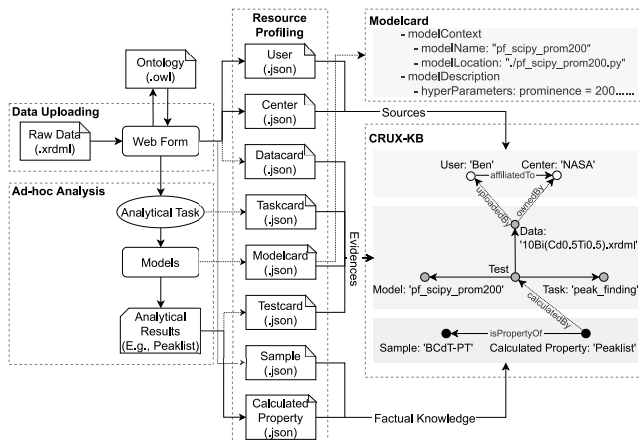 Resource
Profiling
Modelcard
- modelContext
- modelName: "pf_scipy_prom200"
- modelLocation: "./pf_scipy_prom200.py"
- modelDescription
- hyperParameters: prominence = 200......
User
(.json)
Ontology
(.owl)
Data Uploading
Raw Data
(.xrdml)
Web Form
Center
(.json)
Sources
CRUX-KB
User: 'Ben'
Center: 'NASA'
affiliatedTo
uploadedBy
ownedBy
Datacard
(.json)
Ad-hoc Analysis
Analytical Task
Taskcard
(.json)
Evidences
Data:
'10Bi(Cd0.5Ti0.5).xrdml'
Models
Modelcard
(.json)
Test
Model: 'pf_scipy_prom200'
Task: 'peak_finding'
calculatedBy
Analytical
Results
(E.g., Peaklist)
Testcard
(.json)
isPropertyOf
Sample: 'BCdT-PT'
Calculated Property: 'Peaklist'
Sample
(.json)
Calculated
Property
(.json)
Factual Knowledge